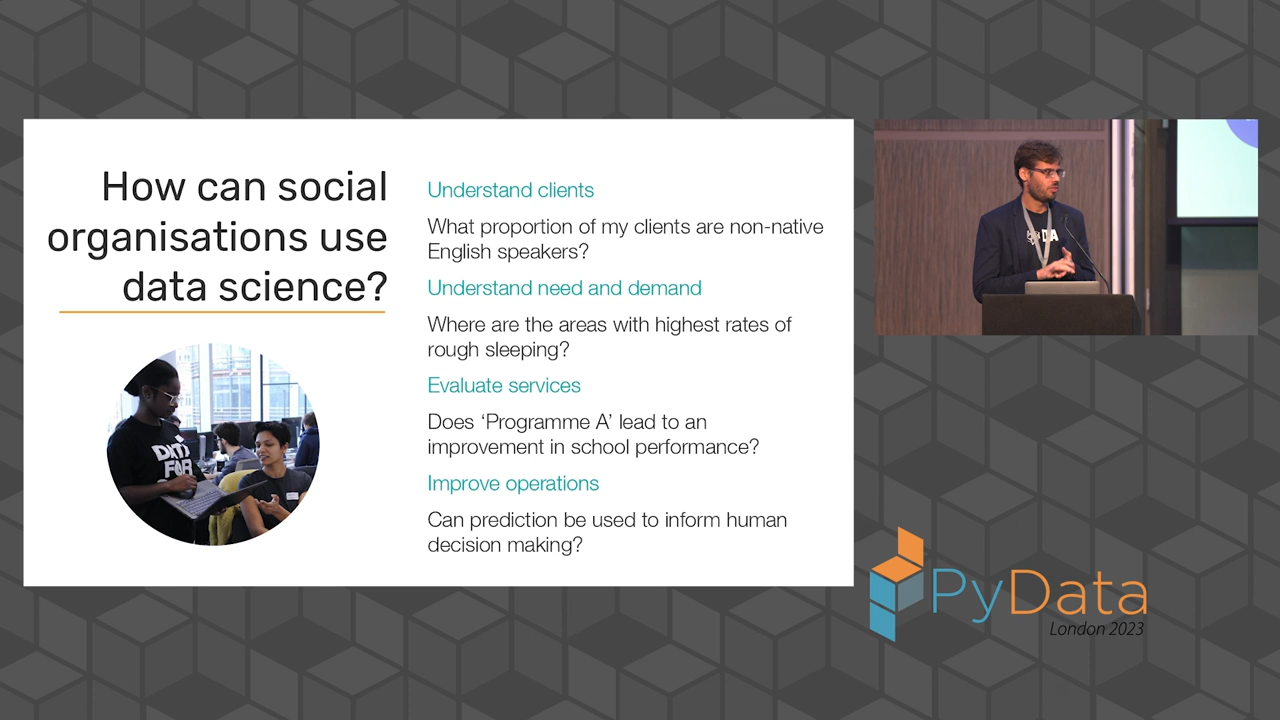 How can social
organisations use
data science?
Understand clients
What proportion of my clients are non-native
English speakers?
Understand need and demand
Where are the areas with highest rates of
rough sleeping?
Evaluate services
Does ‘Programme A’ lead to an
improvement in school performance?
Improve operations
Can prediction be used to inform human
decision making?
FOR
PyData
London 2023